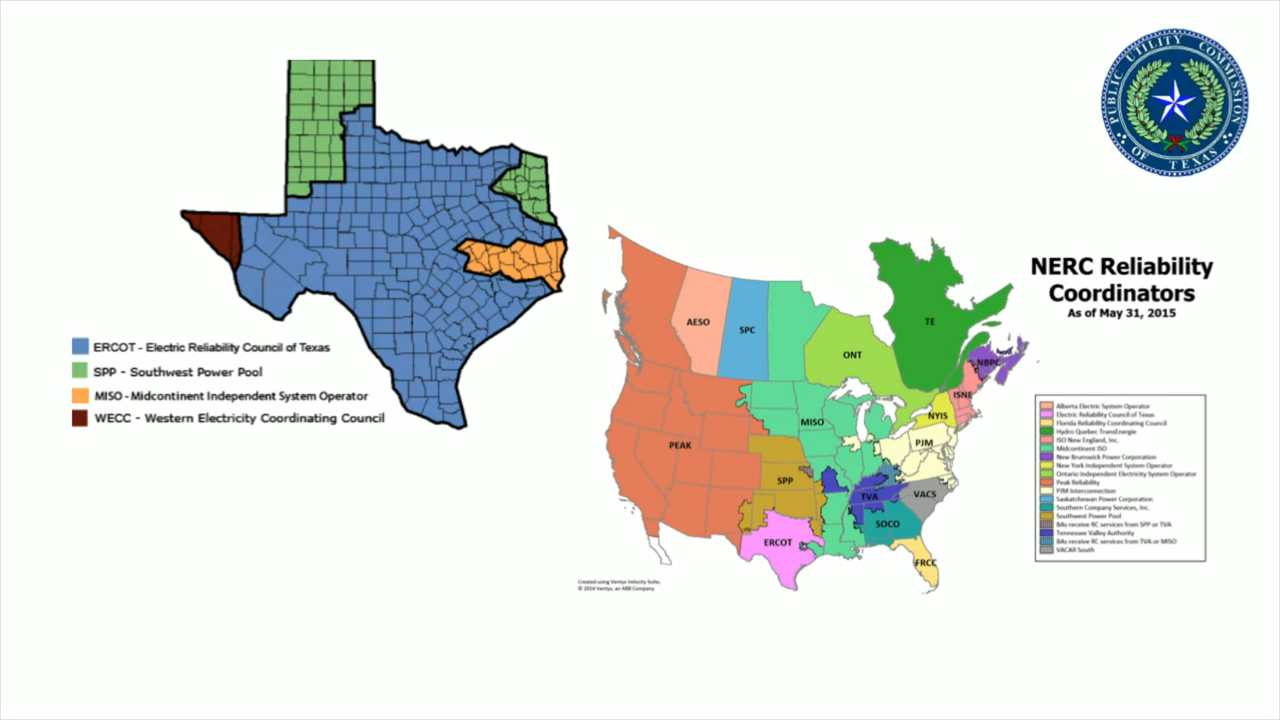 PUBLIC UTILITY COMMISSION
OF TEXAS
ERCOT - Electric Reliability Council of Texas
SPP - Southwest Power Pool
MISO - Midcontinent Independent System Operator
WECC - Western Electricity Coordinating Council
NERC Reliability
Coordinators
As of May 31, 2015
AESO
SPC
ONT
TE
NBPC
ISNE
NYIS
MISO
PJM
PEAK
SPP
TVA
VACS
SOCO
ERCOT
FRCC
Alberta Electric System Operator
Electric Reliability Council of Texas
Florida Reliability Coordinating Council
Hydro Quebec TransEnergie
ISO New England, Inc.
Midcontinent ISO
New Brunswick Power Corporation
New York Independent System Operator
Ontario Independent Electricity System Operator
Peak Reliability
PJM Interconnection
Saskatchewan Power Corporation
Southern Company Services, Inc.
Southwest Power Pool
BAs receive RC services from SPP or TVA
Tennessee Valley Authority
BAs receive RC services from TVA or MISO
VACAR South
Created using Ventyx Velocity Suite,
© 2014 Ventyx, an ABB Company